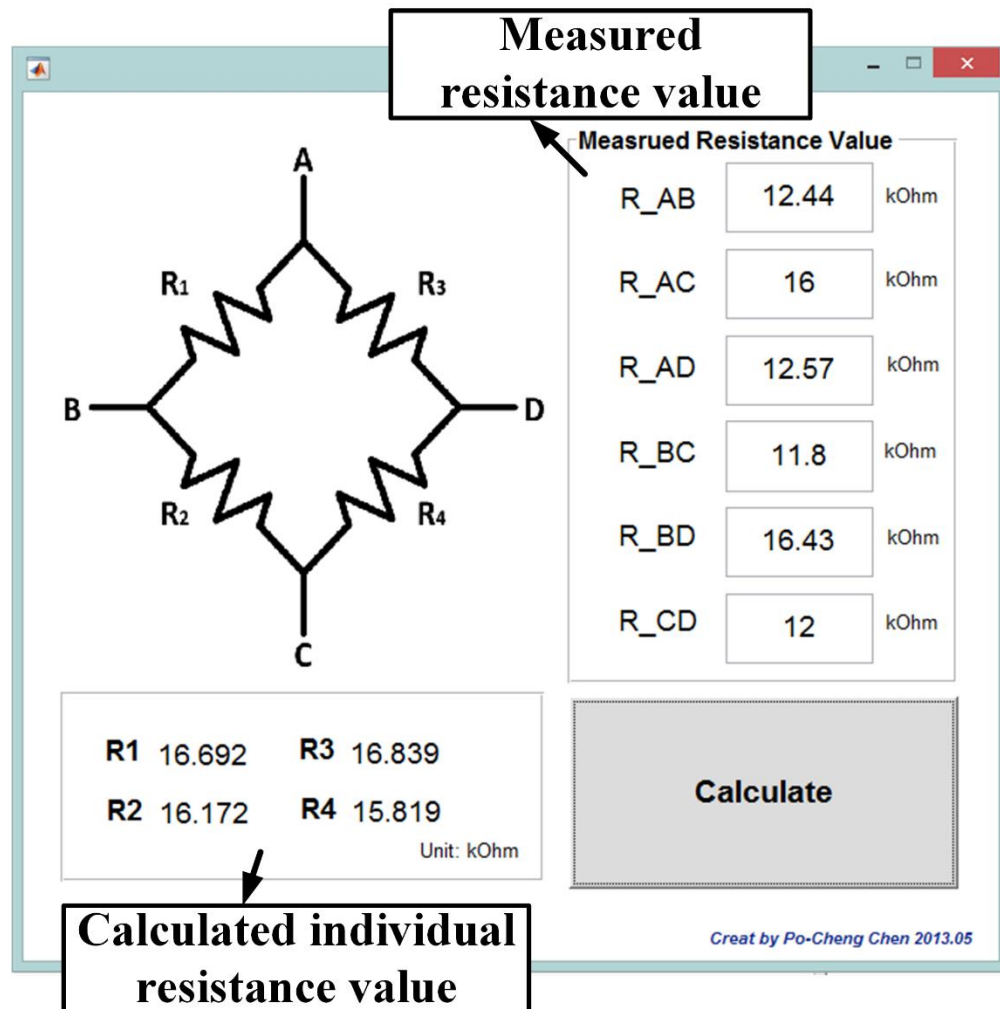 Measured
resistance value
Measrued Resistance Value
A
R1
R3
B
D
R2
R4
C
R_AB 12.44 kOhm
R_AC 16 kOhm
R_AD 12.57 kOhm
R_BC 11.8 kOhm
R_BD 16.43 kOhm
R_CD 12 kOhm
R1 16.692 R3 16.839
R2 16.172 R4 15.819
Unit: kOhm
Calculate
Calculated individual
resistance value
Creat by Po-Cheng Chen 2013.05